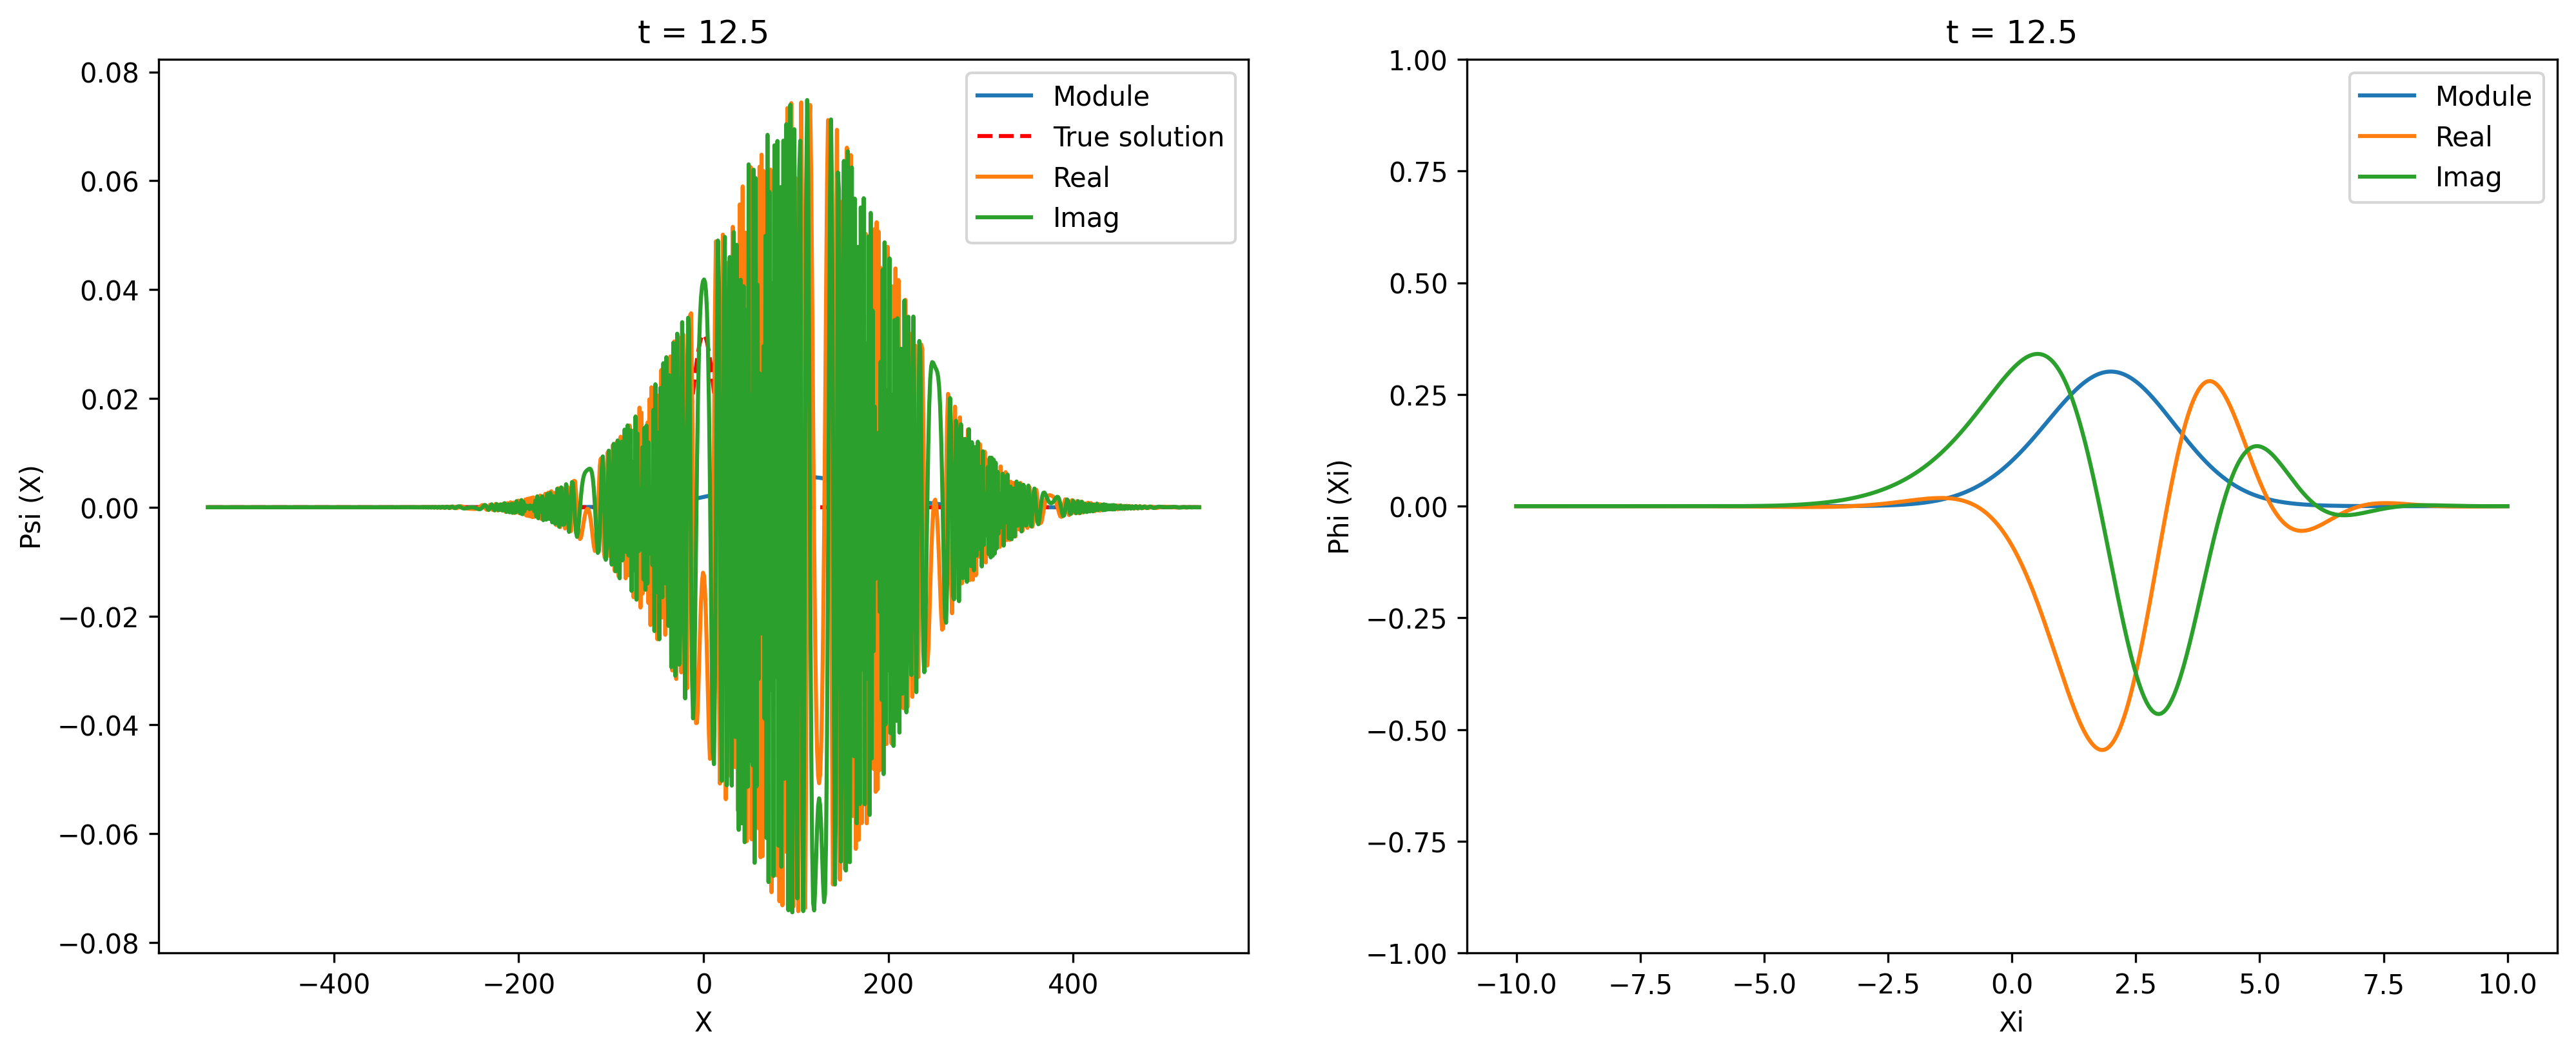 t = 12.5
0.08
0.06
0.04
0.02
0.00
−0.02
−0.04
−0.06
−0.08
Psi (X)
−400
−200
0
200
400
X
Module
True solution
Real
Imag
t = 12.5
1.00
0.75
0.50
0.25
0.00
−0.25
−0.50
−0.75
−1.00
Phi (Xi)
−10.0
−7.5
−5.0
−2.5
0.0
2.5
5.0
7.5
10.0
Xi
Module
Real
Imag